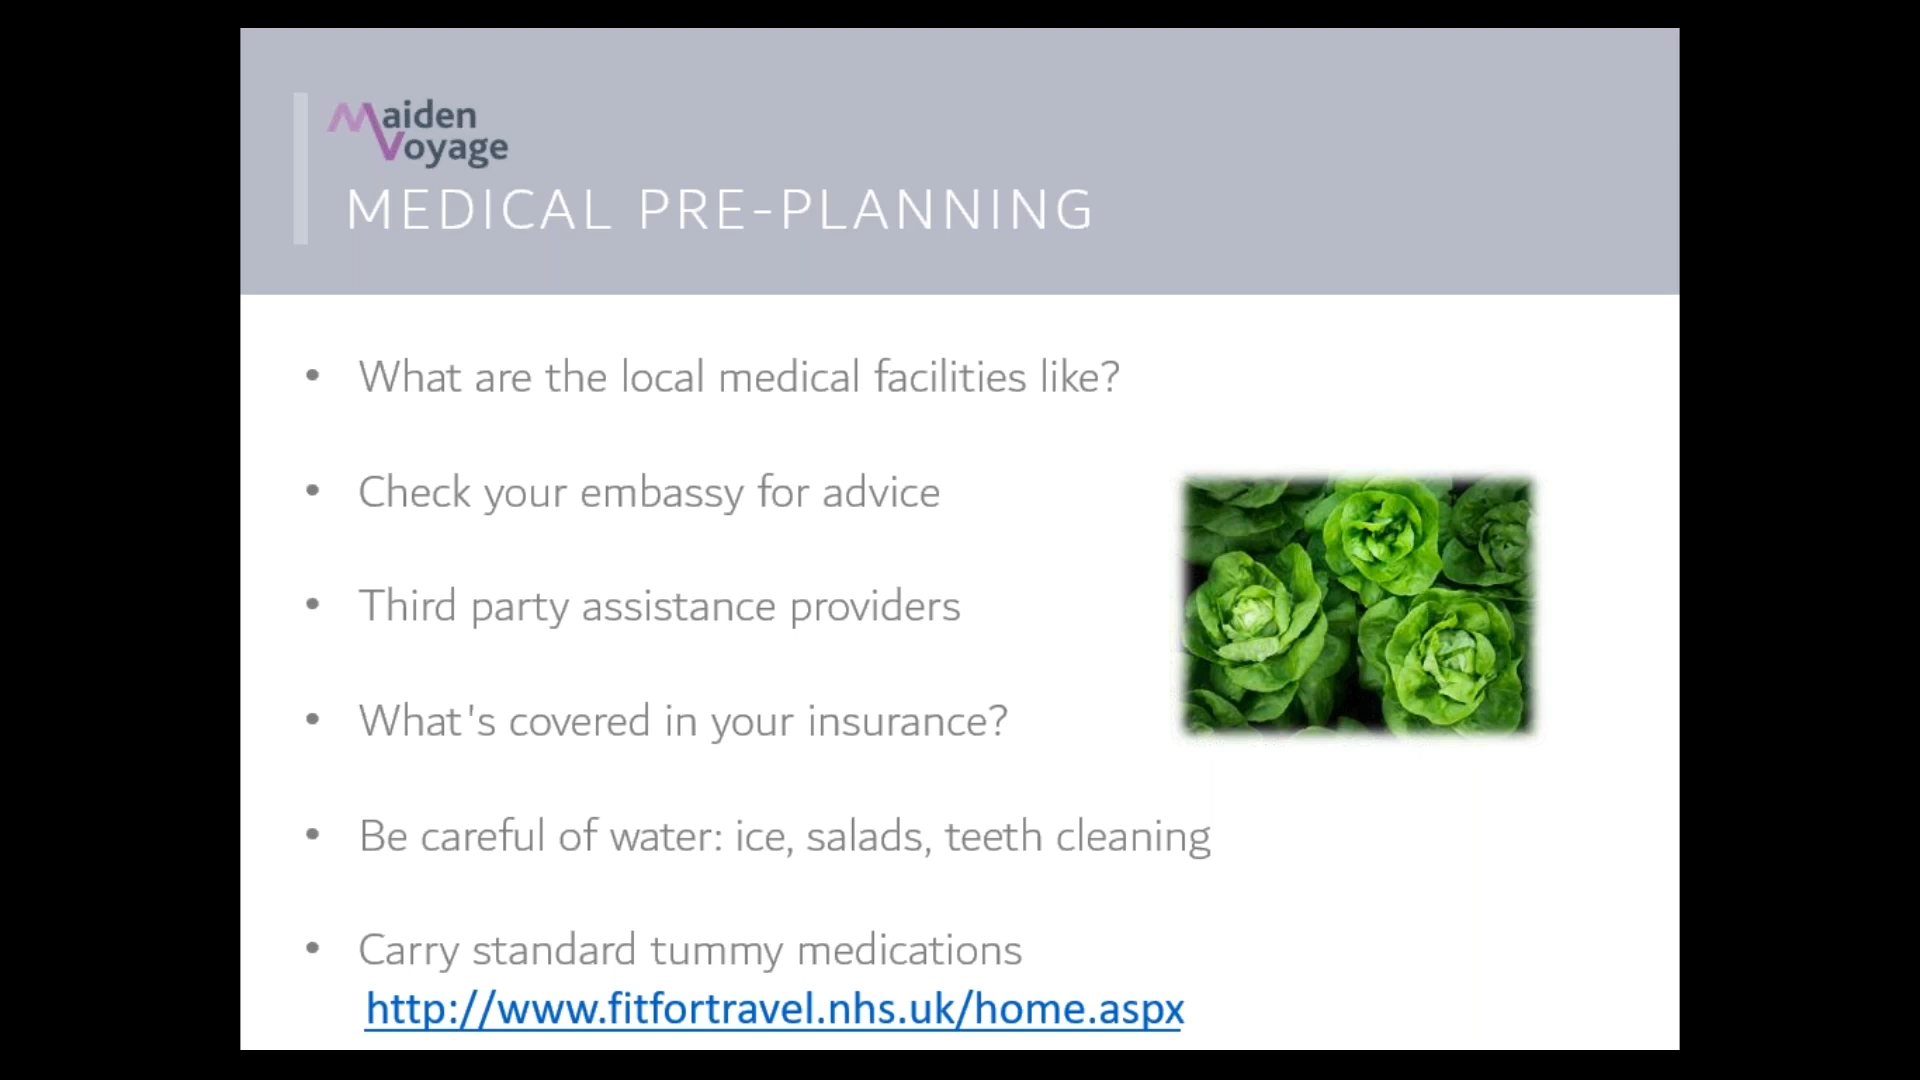 Maiden
Voyage
MEDICAL PRE-PLANNING
• What are the local medical facilities like?
• Check your embassy for advice
• Third party assistance providers
• What's covered in your insurance?
• Be careful of water: ice, salads, teeth cleaning
• Carry standard tummy medications
http://www.fitfortravel.nhs.uk/home.aspx